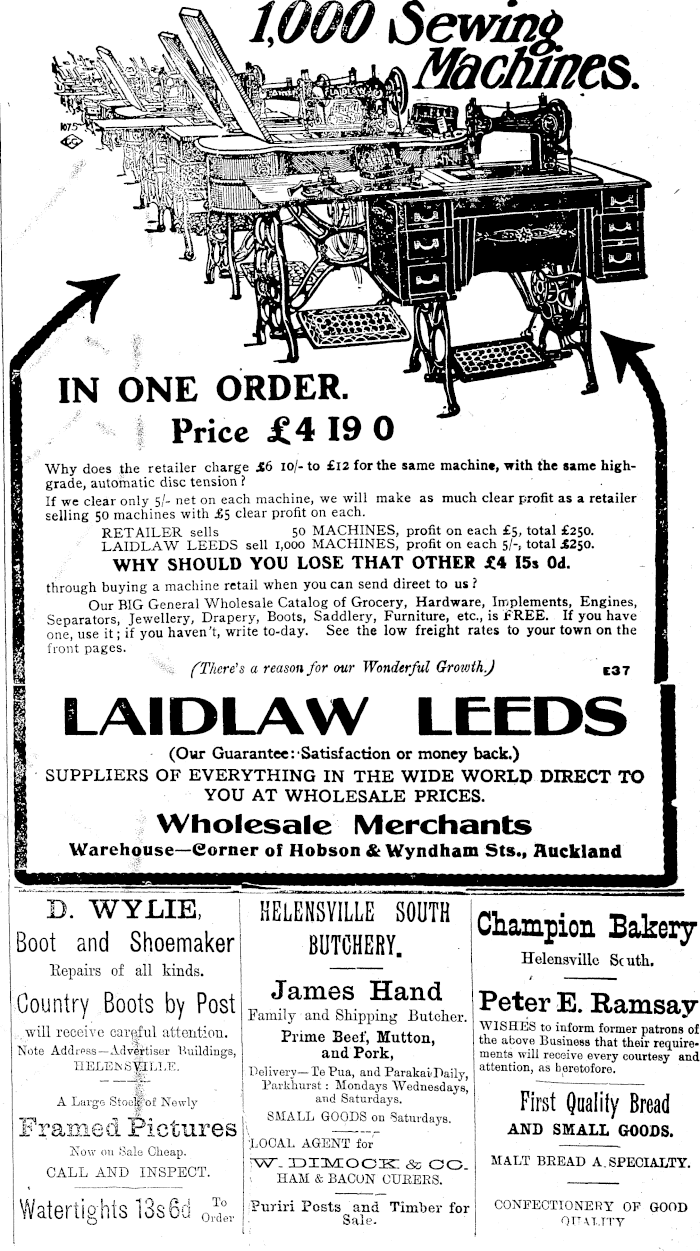 1,000 Sewing
Machines.
LAIDLAW
1075
IN ONE ORDER.
Price £4 19 0
Why does the retailer charge £6 10/- to £12 for the same machine, with the same high-
grade, automatic disc tension?
If we clear only 5/- net on each machine, we will make as much clear profit as a retailer
selling 50 machines with £5 clear profit on each.
RETAILER sells 50 MACHINES, profit on each £5, total £250.
LAIDLAW LEEDS sell 1,000 MACHINES, profit on each 5/-, total £250.
WHY SHOULD YOU LOSE THAT OTHER £4 15s 0d.
through buying a machine retail when you can send direet to us?
Our BIG General Wholesale Catalog of Grocery, Hardware, Implements, Engines,
Separators, Jewellery, Drapery, Boots, Saddlery, Furniture, etc., is FREE. If you have
one, use it; if you haven't, write to-day. See the low freight rates to your town on the
front pages.
(There's a reason for our Wonderful Growth.)
E37
LAIDLAW LEEDS
(Our Guarantee: Satisfaction or money back.)
SUPPLIERS OF EVERYTHING IN THE WIDE WORLD DIRECT TO
YOU AT WHOLESALE PRICES.
Wholesale Merchants
Warehouse—Corner of Hobson & Wyndham Sts., Auckland
D. WYLIE,
Boot and Shoemaker
Repairs of all kinds.
Country Boots by Post
will receive careful attention.
Note Address—Advertiser Buildings,
HELENSVILLE.
A Large Stock of Newly
Framed Pictures
Now on Sale Cheap.
CALL AND INSPECT.
Watertights 13s6d To
Order
HELENSVILLE SOUTH
BUTCHERY.
James Hand
Family and Shipping Butcher.
Prime Beef, Mutton,
and Pork,
Delivery—Te Pua, and Parakai Daily,
Parkhurst: Mondays Wednesdays,
and Saturdays.
SMALL GOODS on Saturdays.
LOCAL AGENT for
W. DIMOCK & CO.
HAM & BACON CURERS.
Puriri Posts and Timber for
Sale.
Champion Bakery
Helensville South.
Peter E. Ramsay
WISHES to inform former patrons of
the above Business that their require-
ments will receive every courtesy and
attention, as heretofore.
First Quality Bread
AND SMALL GOODS.
MALT BREAD A SPECIALTY.
CONFECTIONERY OF GOOD
QUALITY